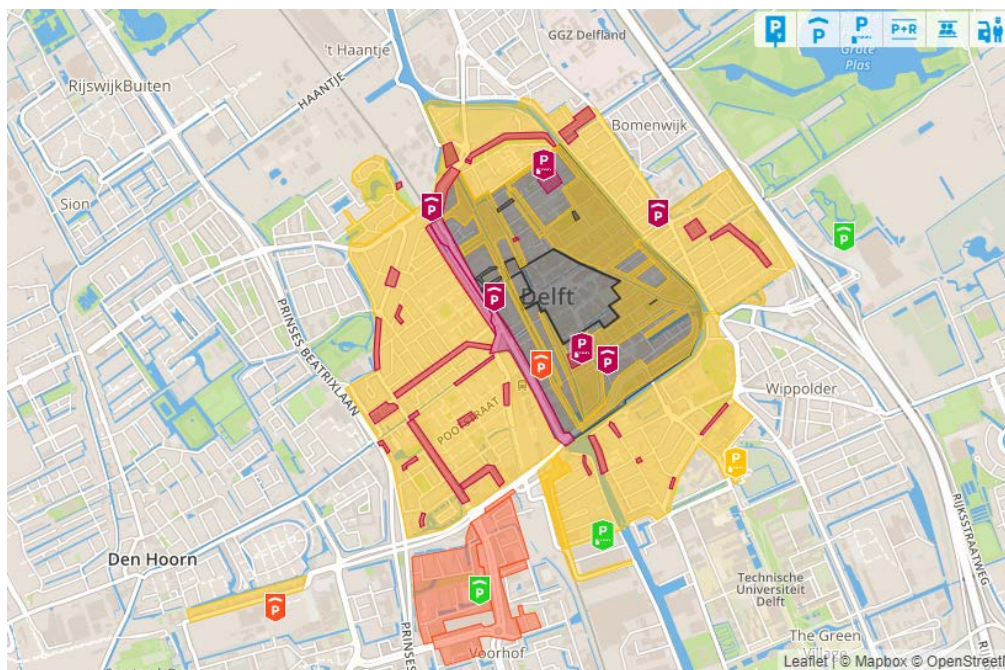 't Haantje
GGZ Delfland
P
P
P
P+R
Grote
Plas
RijswijkBuiten
HAANTJE
Bomenwijk
P
Sion
P
P
P
PRINSES BEATRIXLAAN
P
Delft
P
P
P
Wippolder
POORTSTRAAT
P
RIJKSSTRAATWEG
P
Den Hoorn
Technische
Universiteit
Delft
P
P
PRINSES
Voorhof
The Green
Village
Leaflet | © Mapbox © OpenStreet